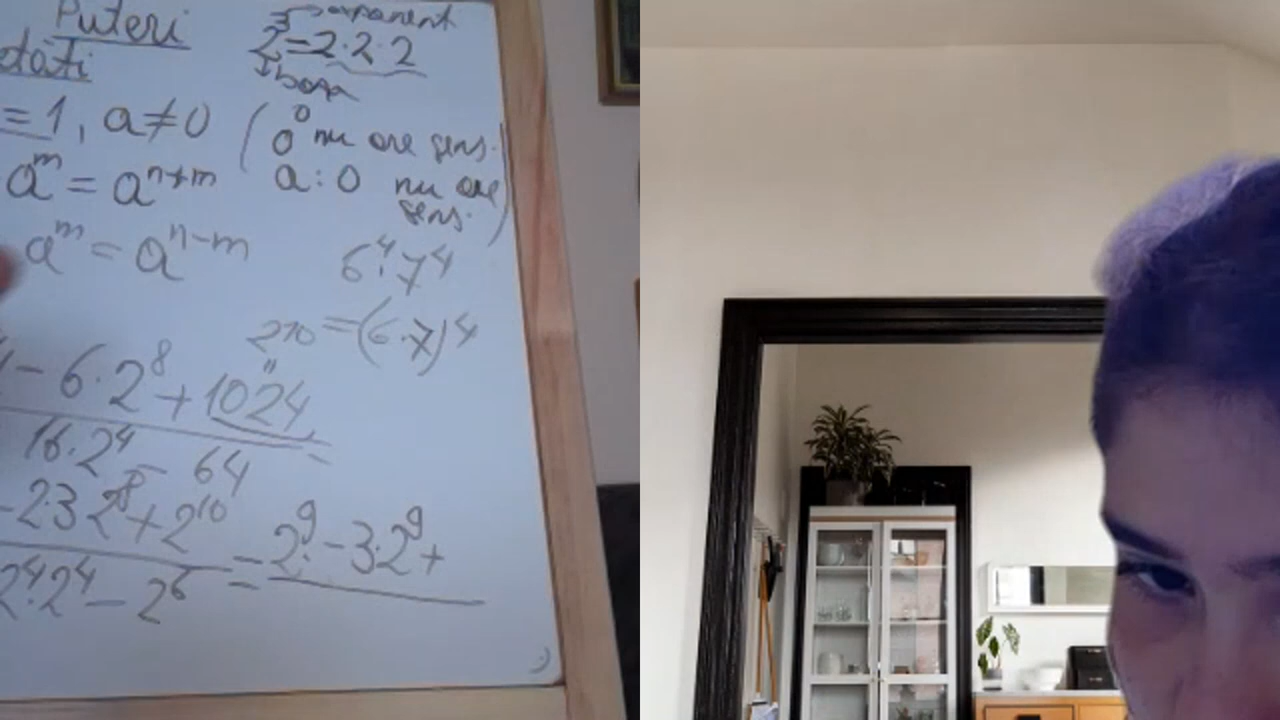 Puteri
3 → exponent
2 = 2·2·2
↓ baza
= 1, a ≠ 0 ( 0⁰ nu are sens.
aᵐ = aⁿ⁺ᵐ a : 0 nu are
sens. )
aᵐ = aⁿ⁻ᵐ
6⁴·7⁴
= (6·7)⁴
2¹⁰
"
- 6·2⁸ + 1024
=
16·2⁴ - 64
-2·3·2⁸ + 2¹⁰
2⁴·2⁴ - 2⁶
= 2⁹ - 3·2⁹ +